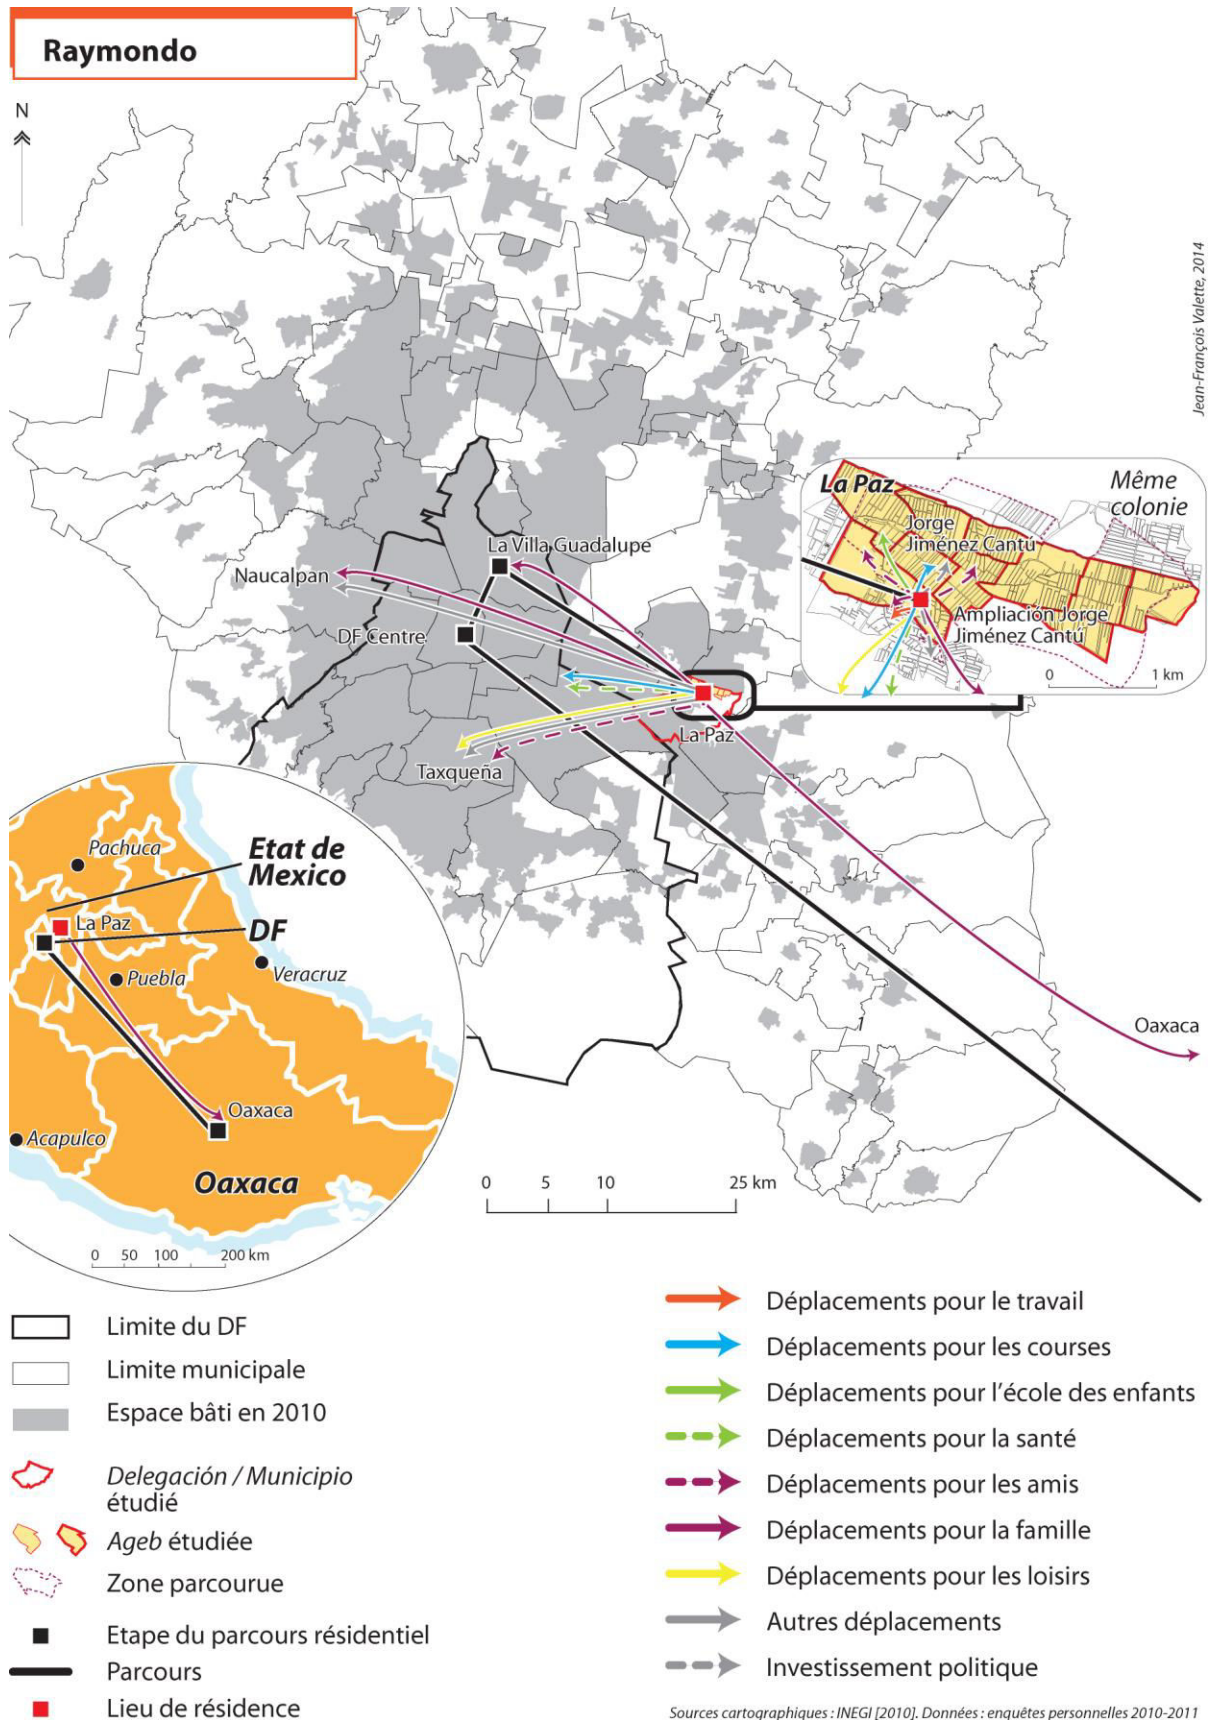 Raymondo
N
Jean-François Valette, 2014
La Paz
Même
colonie
Jorge
Jiménez Cantú
Ampliación Jorge
Jiménez Cantú
0 1 km
La Villa Guadalupe
Naucalpan
DF Centre
La Paz
Taxqueña
Etat de
Mexico
Pachuca
La Paz
DF
Puebla
Veracruz
Oaxaca
Acapulco
Oaxaca
0 50 100 200 km
1
Oaxaca
0 5 10 25 km
Limite du DF
Limite municipale
Espace bâti en 2010
Delegación / Municipio
étudié
Ageb étudiée
Zone parcourue
Etape du parcours résidentiel
Parcours
Lieu de résidence
Déplacements pour le travail
Déplacements pour les courses
Déplacements pour l'école des enfants
Déplacements pour la santé
Déplacements pour les amis
Déplacements pour la famille
Déplacements pour les loisirs
Autres déplacements
Investissement politique
Sources cartographiques : INEGI [2010]. Données : enquêtes personnelles 2010-2011